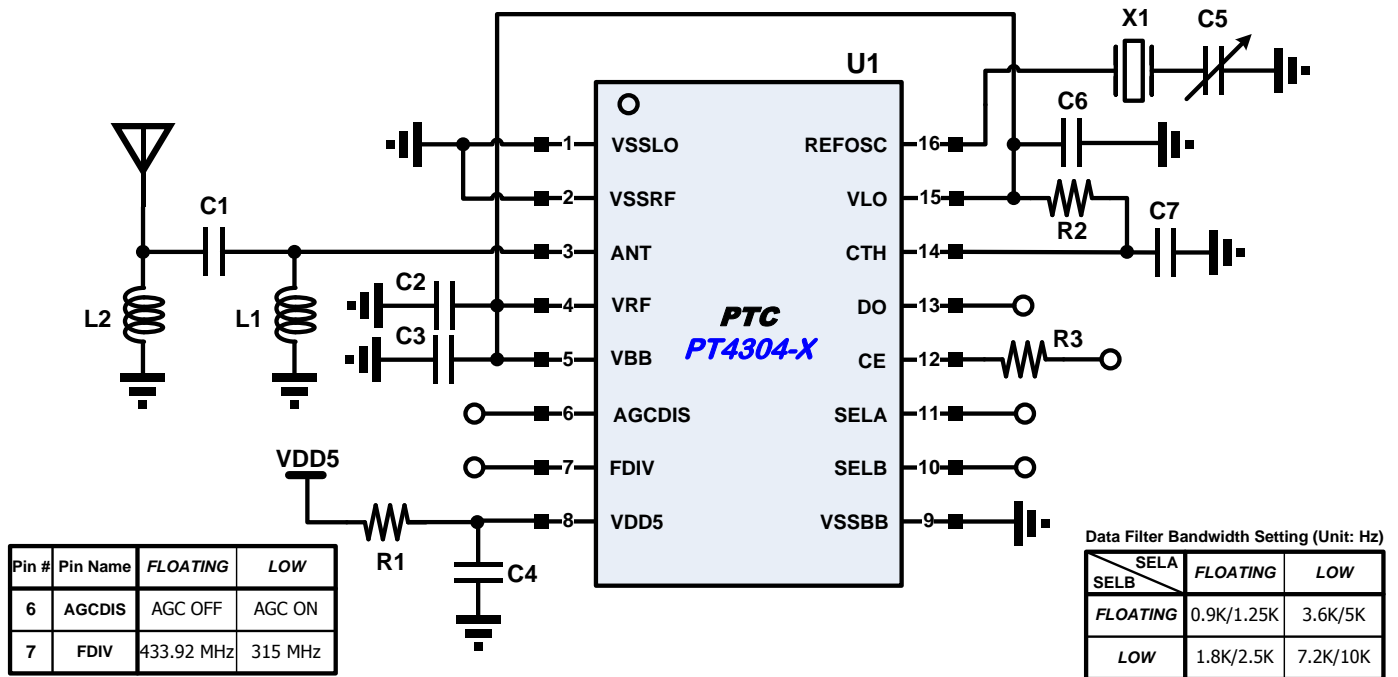 X1
C5
U1
C6
1
VSSLO
REFOSC
16
2
VSSRF
VLO
15
R2
C7
C1
3
ANT
CTH
14
C2
4
VRF
DO
13
L2
L1
C3
PTC
PT4304-X
R3
5
VBB
CE
12
6
AGCDIS
SELA
11
VDD5
7
FDIV
SELB
10
8
VDD5
VSSBB
9
R1
C4
Pin # Pin Name FLOATING LOW
6 AGCDIS AGC OFF AGC ON
7 FDIV 433.92 MHz 315 MHz
Data Filter Bandwidth Setting (Unit: Hz)
SELA
SELB
FLOATING LOW
FLOATING 0.9K/1.25K 3.6K/5K
LOW 1.8K/2.5K 7.2K/10K